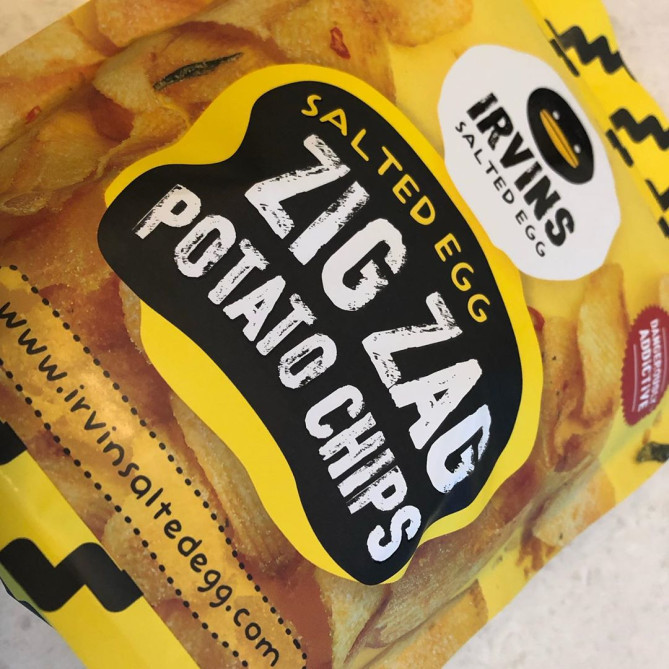 IRVINS
SALTED EGG
SALTED EGG
ZIG ZAG
POTATO CHIPS
DANGEROUSLY
ADDICTIVE
www.irvinsaltedegg.com